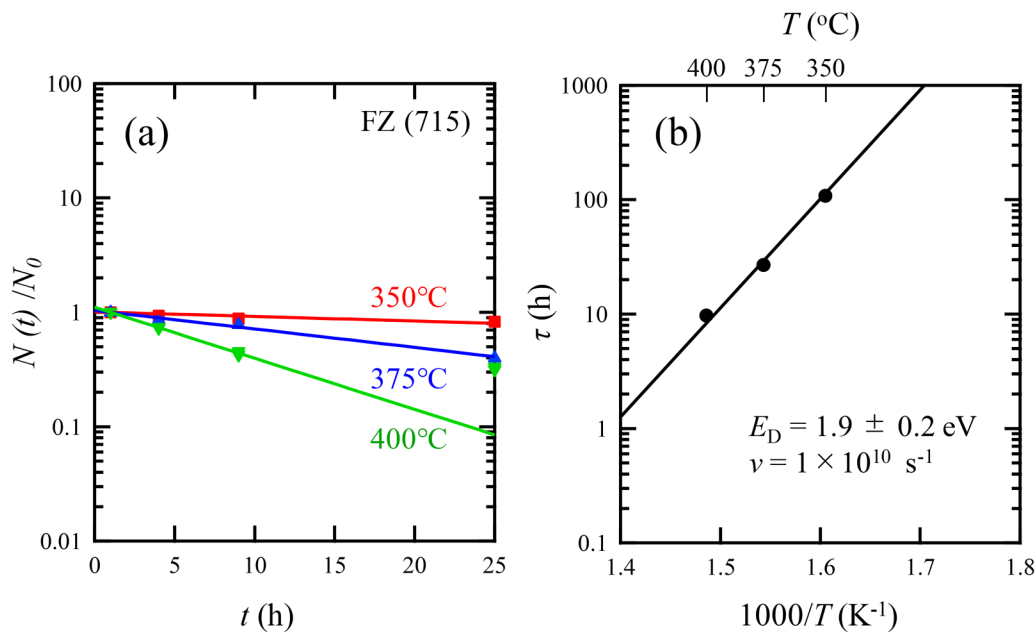 (a)
FZ (715)
100
10
1
0.1
0.01
N (t) /N0
350℃
375℃
400℃
0 5 10 15 20 25
t (h)
T (oC)
400 375 350
(b)
1000
100
10
1
0.1
τ (h)
ED = 1.9 ± 0.2 eV
ν = 1 × 10¹⁰ s⁻¹
1.4 1.5 1.6 1.7 1.8
1000/T (K⁻¹)